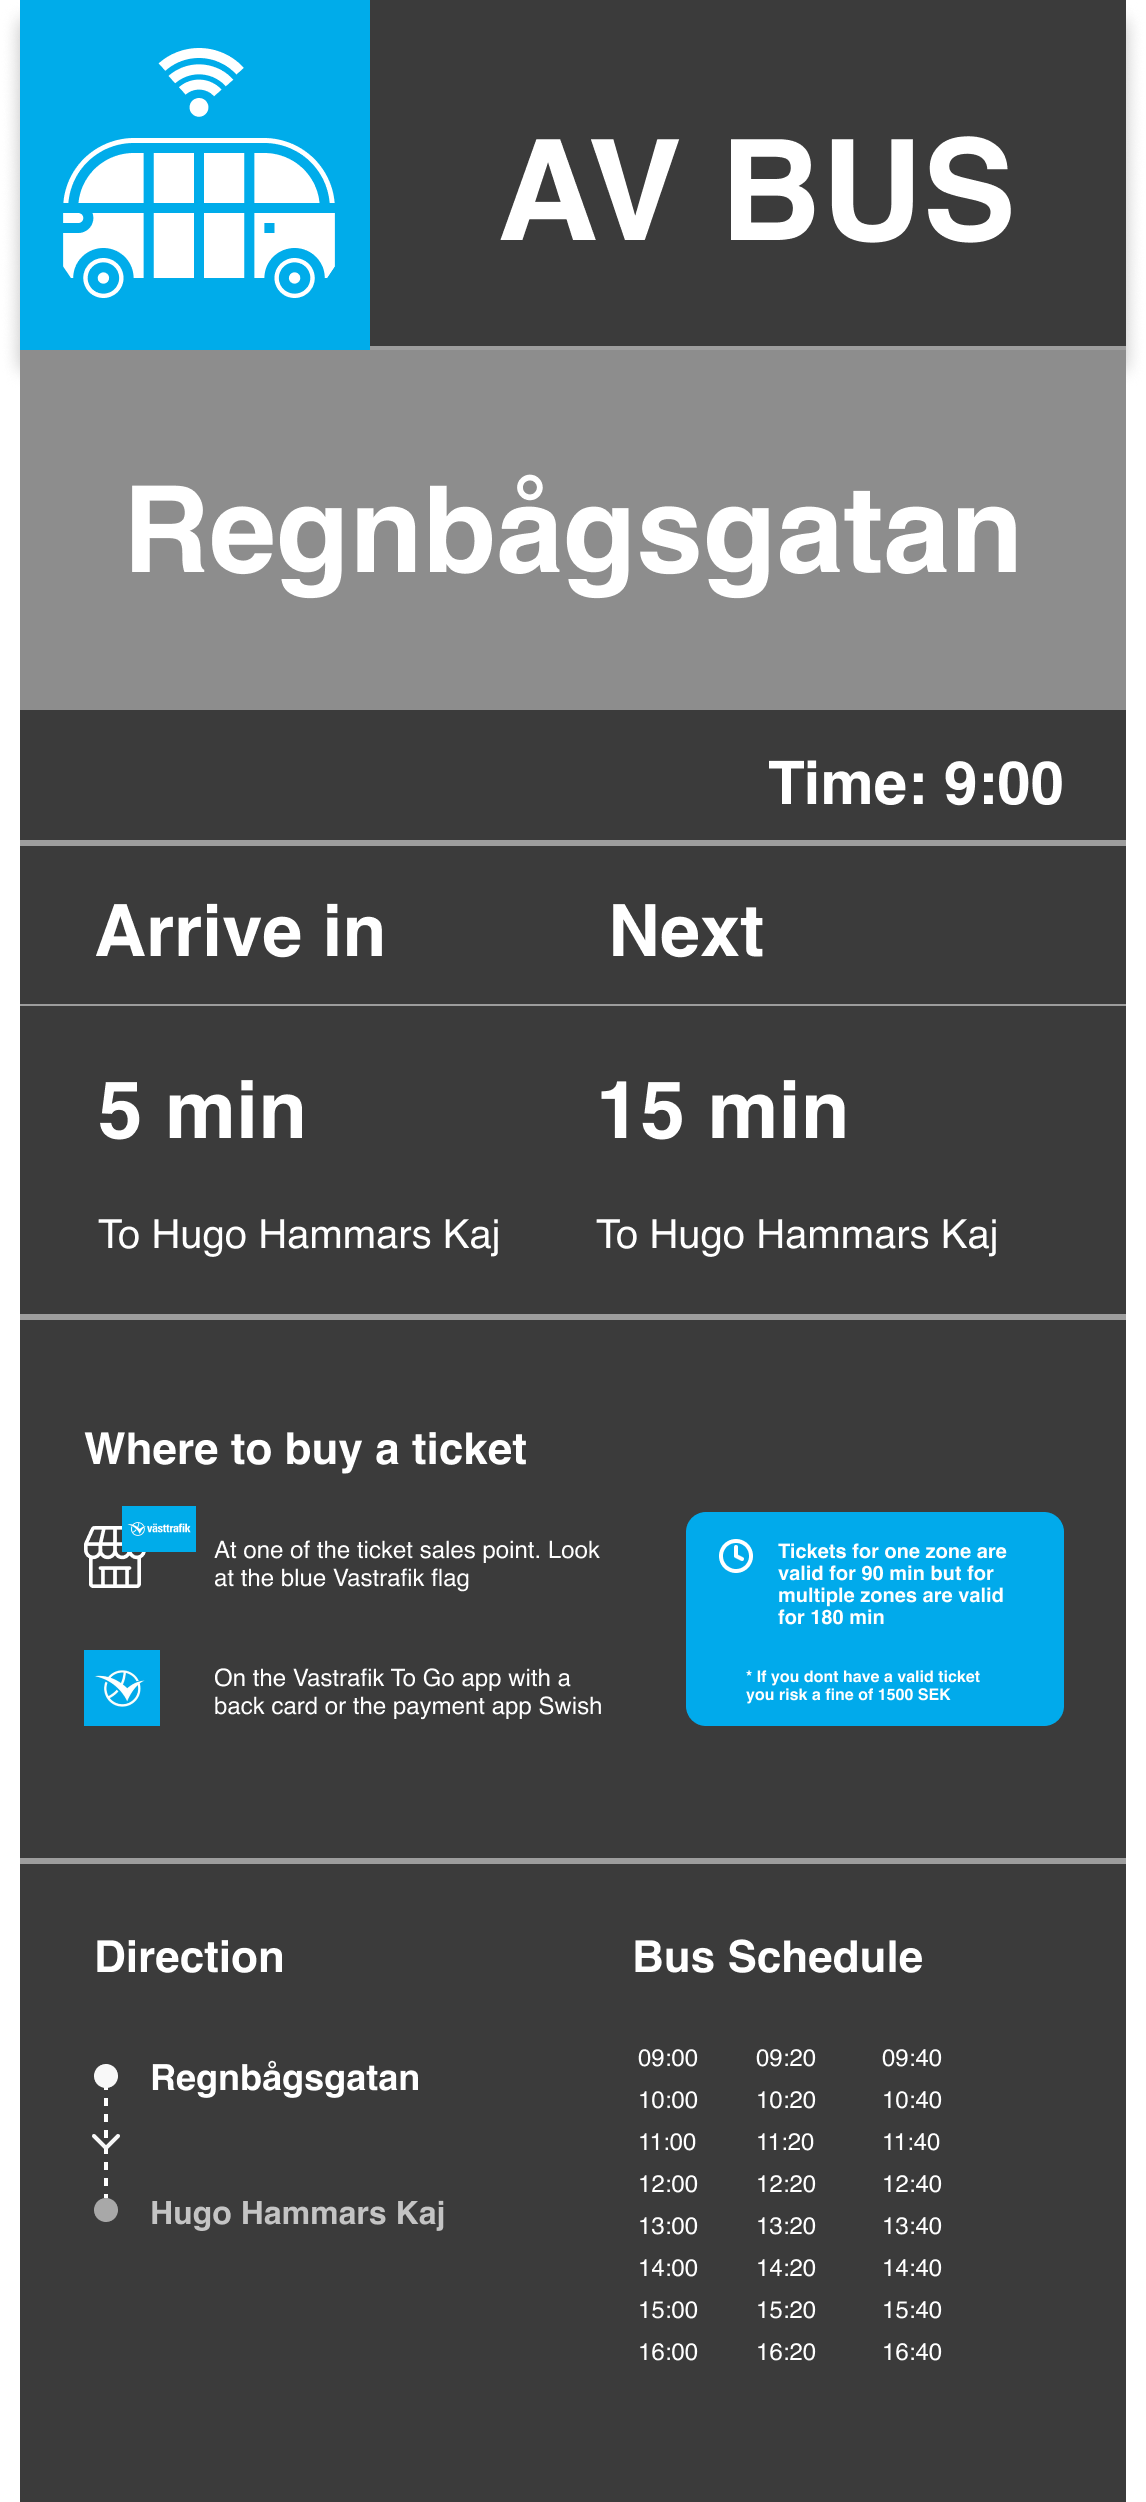 AV BUS
Regnbågsgatan
Time: 9:00
Arrive in
Next
5 min
15 min
To Hugo Hammars Kaj
To Hugo Hammars Kaj
Where to buy a ticket
västtrafik
At one of the ticket sales point. Look
at the blue Vastrafik flag
On the Vastrafik To Go app with a
back card or the payment app Swish
Tickets for one zone are
valid for 90 min but for
multiple zones are valid
for 180 min
* If you dont have a valid ticket
you risk a fine of 1500 SEK
Direction
Regnbågsgatan
Hugo Hammars Kaj
Bus Schedule
09:00 09:20 09:40
10:00 10:20 10:40
11:00 11:20 11:40
12:00 12:20 12:40
13:00 13:20 13:40
14:00 14:20 14:40
15:00 15:20 15:40
16:00 16:20 16:40